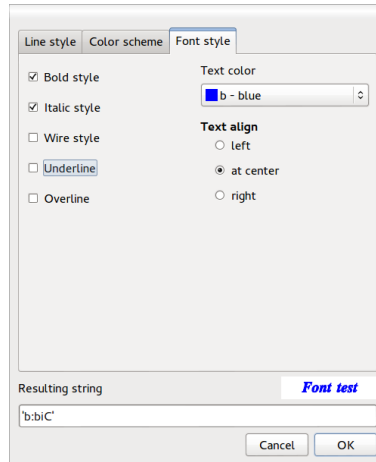 Line style Color scheme Font style
Bold style
Italic style
Wire style
Underline
Overline
Text color
b - blue
Text align
left
at center
right
Resulting string
Font test
'b:biC'
Cancel OK